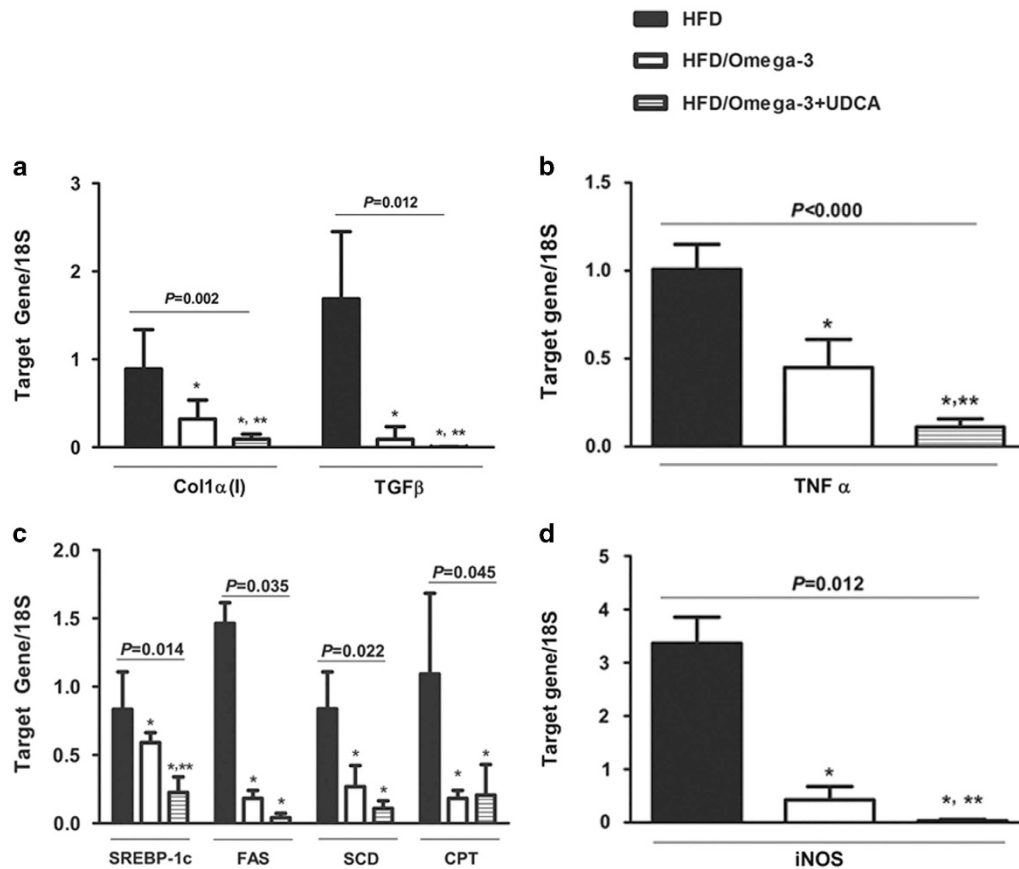 HFD
HFD/Omega-3
HFD/Omega-3+UDCA
a
Target Gene/18S
3
2
1
0
P=0.002
*
*, **
P=0.012
*
*, **
Col1α(I)
TGFβ
b
Target gene/18S
1.5
1.0
0.5
0.0
P<0.000
*
*,**
TNF α
c
Target Gene/18S
2.0
1.5
1.0
0.5
0.0
P=0.014
*
*,**
P=0.035
*
*
P=0.022
*
*
P=0.045
*
*
SREBP-1c
FAS
SCD
CPT
d
Target gene/18S
5
4
3
2
1
0
P=0.012
*
*, **
iNOS